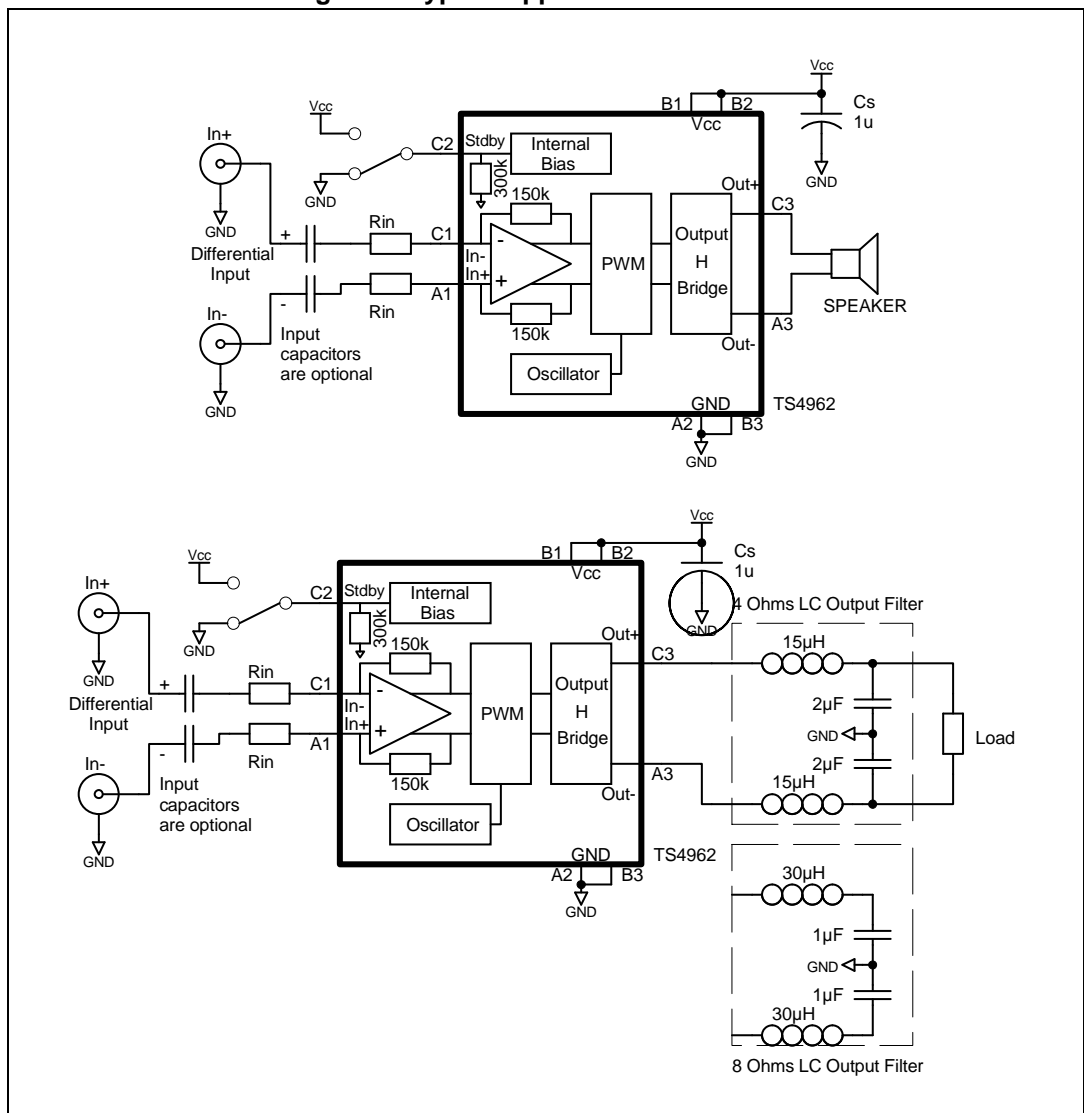 Vcc
B1
B2
Vcc
Cs
1u
GND
Vcc
In+
GND
C2
Stdby
Internal
Bias
300k
150k
GND
Differential
Input
+
Rin
C1
In-
In+
-
+
PWM
Output
H
Bridge
Out+
C3
SPEAKER
A3
Out-
In-
-
Rin
A1
150k
Input
capacitors
are optional
Oscillator
GND
GND
TS4962
A2
B3
GND
Vcc
B1
B2
Vcc
Cs
1u
GND
Vcc
In+
GND
C2
Stdby
Internal
Bias
300k
150k
GND
Differential
Input
+
Rin
C1
In-
In+
-
+
PWM
Output
H
Bridge
Out+
C3
A3
Out-
In-
-
Rin
A1
150k
Input
capacitors
are optional
Oscillator
GND
GND
TS4962
A2
B3
GND
4 Ohms LC Output Filter
15µH
2µF
GND
2µF
15µH
Load
30µH
1µF
GND
1µF
30µH
8 Ohms LC Output Filter